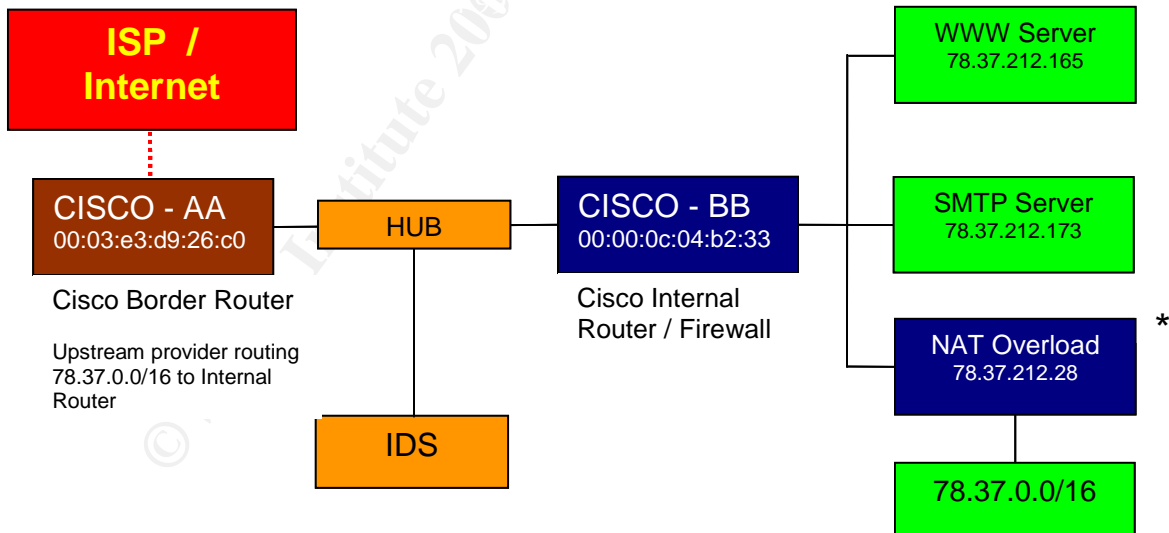 ISP /
Internet
CISCO - AA
00:03:e3:d9:26:c0
Cisco Border Router
Upstream provider routing
78.37.0.0/16 to Internal
Router
HUB
IDS
CISCO - BB
00:00:0c:04:b2:33
Cisco Internal
Router / Firewall
WWW Server
78.37.212.165
SMTP Server
78.37.212.173
*
NAT Overload
78.37.212.28
78.37.0.0/16
©
Institute 200